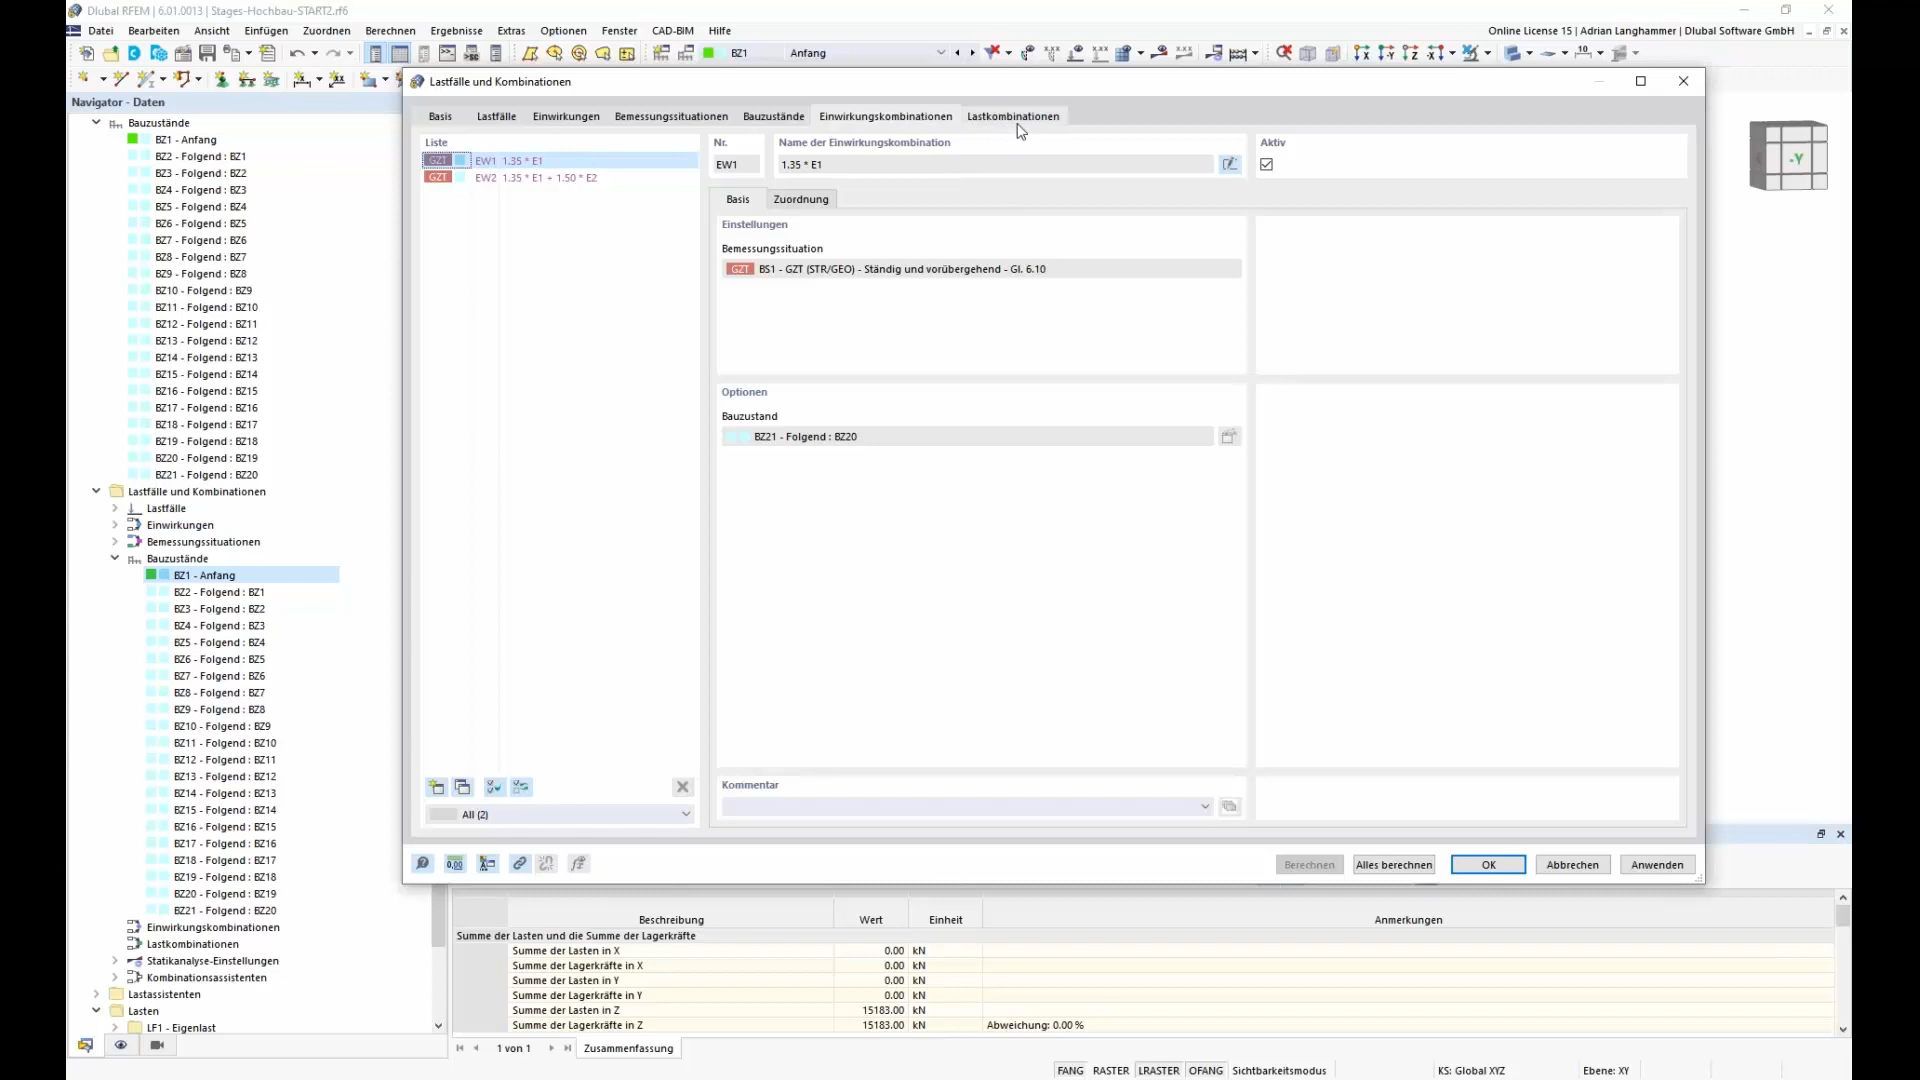 Dlubal RFEM | 6.01.0013 | Stages-Hochbau-START2.rf6
Datei Bearbeiten Ansicht Einfügen Zuordnen Berechnen Ergebnisse Extras Optionen Fenster CAD-BIM Hilfe
Online License 15 | Adrian Langhammer | Dlubal Software GmbH
BZ1 Anfang
Navigator - Daten
Bauzustände
BZ1 - Anfang
BZ2 - Folgend : BZ1
BZ3 - Folgend : BZ2
BZ4 - Folgend : BZ3
BZ5 - Folgend : BZ4
BZ6 - Folgend : BZ5
BZ7 - Folgend : BZ6
BZ8 - Folgend : BZ7
BZ9 - Folgend : BZ8
BZ10 - Folgend : BZ9
BZ11 - Folgend : BZ10
BZ12 - Folgend : BZ11
BZ13 - Folgend : BZ12
BZ14 - Folgend : BZ13
BZ15 - Folgend : BZ14
BZ16 - Folgend : BZ15
BZ17 - Folgend : BZ16
BZ18 - Folgend : BZ17
BZ19 - Folgend : BZ18
BZ20 - Folgend : BZ19
BZ21 - Folgend : BZ20
Lastfälle und Kombinationen
Lastfälle
Einwirkungen
Bemessungssituationen
Bauzustände
BZ1 - Anfang
BZ2 - Folgend : BZ1
BZ3 - Folgend : BZ2
BZ4 - Folgend : BZ3
BZ5 - Folgend : BZ4
BZ6 - Folgend : BZ5
BZ7 - Folgend : BZ6
BZ8 - Folgend : BZ7
BZ9 - Folgend : BZ8
BZ10 - Folgend : BZ9
BZ11 - Folgend : BZ10
BZ12 - Folgend : BZ11
BZ13 - Folgend : BZ12
BZ14 - Folgend : BZ13
BZ15 - Folgend : BZ14
BZ16 - Folgend : BZ15
BZ17 - Folgend : BZ16
BZ18 - Folgend : BZ17
BZ19 - Folgend : BZ18
BZ20 - Folgend : BZ19
BZ21 - Folgend : BZ20
Einwirkungskombinationen
Lastkombinationen
Statikanalyse-Einstellungen
Kombinationsassistenten
Lastassistenten
Lasten
LF1 - Eigenlast
Lastfälle und Kombinationen
Basis Lastfälle Einwirkungen Bemessungssituationen Bauzustände Einwirkungskombinationen Lastkombinationen
Liste
GZT EW1 1.35 * E1
GZT EW2 1.35 * E1 + 1.50 * E2
All (2)
Nr.
EW1
Name der Einwirkungskombination
1.35 * E1
Aktiv
Basis Zuordnung
Einstellungen
Bemessungssituation
GZT BS1 - GZT (STR/GEO) - Ständig und vorübergehend - Gl. 6.10
Optionen
Bauzustand
BZ21 - Folgend : BZ20
Kommentar
Berechnen Alles berechnen OK Abbrechen Anwenden
-Y
Beschreibung Wert Einheit Anmerkungen
Summe der Lasten und die Summe der Lagerkräfte
Summe der Lasten in X 0.00 kN
Summe der Lagerkräfte in X 0.00 kN
Summe der Lasten in Y 0.00 kN
Summe der Lagerkräfte in Y 0.00 kN
Summe der Lasten in Z 15183.00 kN
Summe der Lagerkräfte in Z 15183.00 kN Abweichung: 0.00 %
1 von 1 Zusammenfassung
FANG RASTER LRASTER OFANG Sichtbarkeitsmodus KS: Global XYZ Ebene: XY